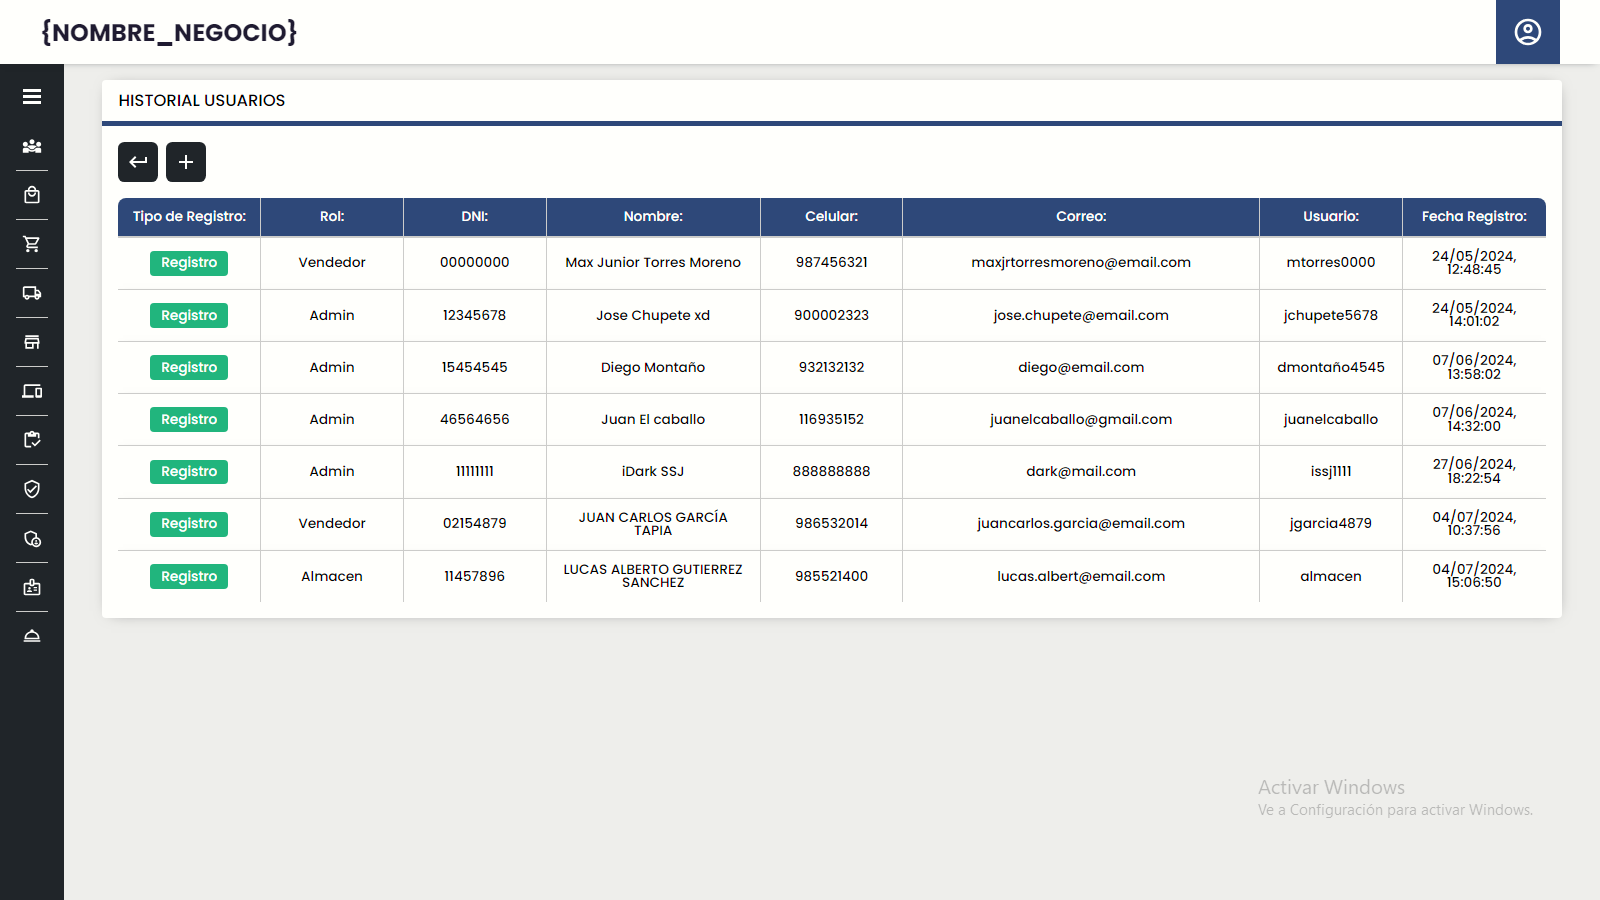 {NOMBRE_NEGOCIO}
HISTORIAL USUARIOS
Tipo de Registro: Rol: DNI: Nombre: Celular: Correo: Usuario: Fecha Registro:
Registro Vendedor 00000000 Max Junior Torres Moreno 987456321 maxjrtorresmoreno@email.com mtorres0000 24/05/2024,
12:48:45
Registro Admin 12345678 Jose Chupete xd 900002323 jose.chupete@email.com jchupete5678 24/05/2024,
14:01:02
Registro Admin 15454545 Diego Montaño 932132132 diego@email.com dmontaño4545 07/06/2024,
13:58:02
Registro Admin 46564656 Juan El caballo 116935152 juanelcaballo@gmail.com juanelcaballo 07/06/2024,
14:32:00
Registro Admin 11111111 iDark SSJ 888888888 dark@mail.com issj1111 27/06/2024,
18:22:54
Registro Vendedor 02154879 JUAN CARLOS GARCÍA 986532014 juancarlos.garcia@email.com jgarcia4879 04/07/2024,
TAPIA 10:37:56
Registro Almacen 11457896 LUCAS ALBERTO GUTIERREZ 985521400 lucas.albert@email.com almacen 04/07/2024,
SANCHEZ 15:06:50
Activar Windows
Ve a Configuración para activar Windows.